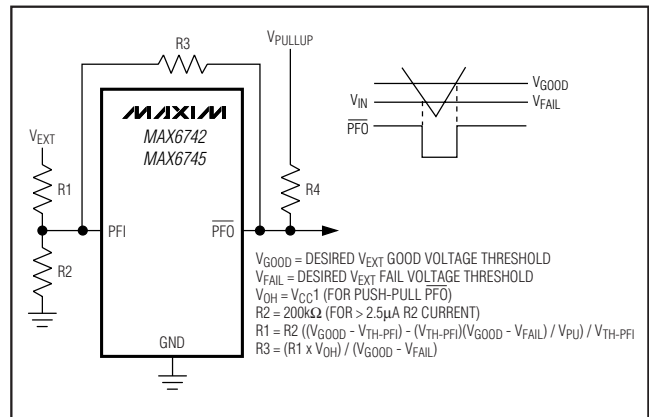 R3
VPULLUP
VGOOD
VIN
VFAIL
PFO
MAXIM
MAX6742
MAX6745
VEXT
R1
R4
PFI
PFO
R2
GND
VGOOD = DESIRED VEXT GOOD VOLTAGE THRESHOLD
VFAIL = DESIRED VEXT FAIL VOLTAGE THRESHOLD
VOH = VCC1 (FOR PUSH-PULL PFO)
R2 = 200kΩ (FOR > 2.5μA R2 CURRENT)
R1 = R2 ((VGOOD - VTH-PFI) - (VTH-PFI)(VGOOD - VFAIL) / VPU) / VTH-PFI
R3 = (R1 x VOH) / (VGOOD - VFAIL)